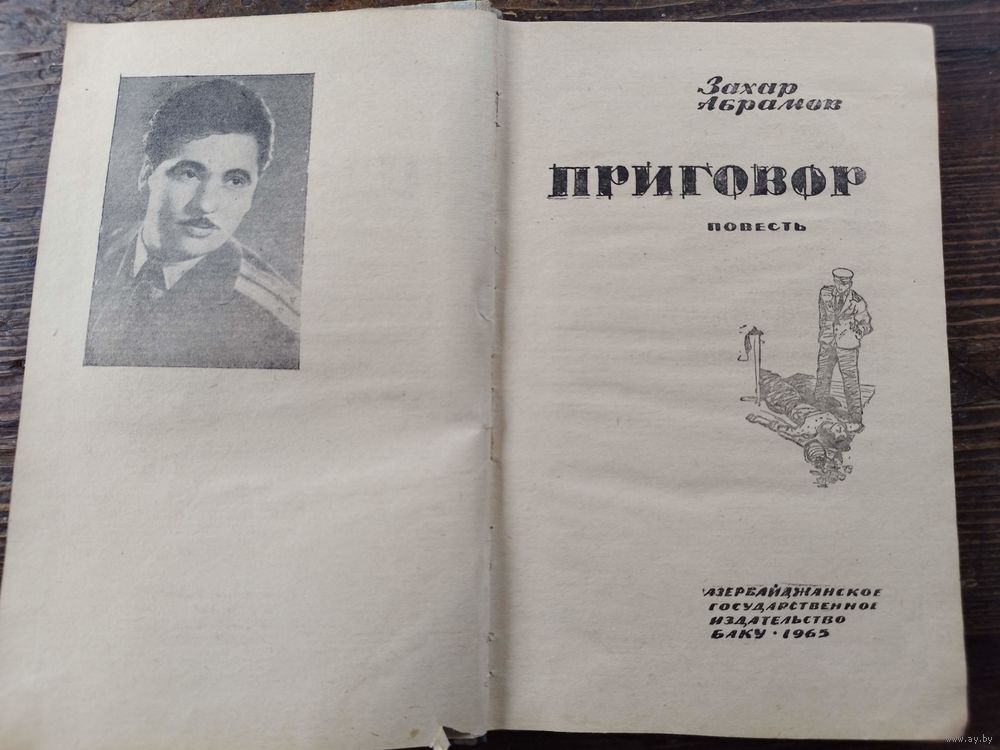 Захар
Абрамов
ПРИГОВОР
ПОВЕСТЬ
АЗЕРБАЙДЖАНСКОЕ
ГОСУДАРСТВЕННОЕ
ИЗДАТЕЛЬСТВО
БАКУ · 1965
www.ay.by